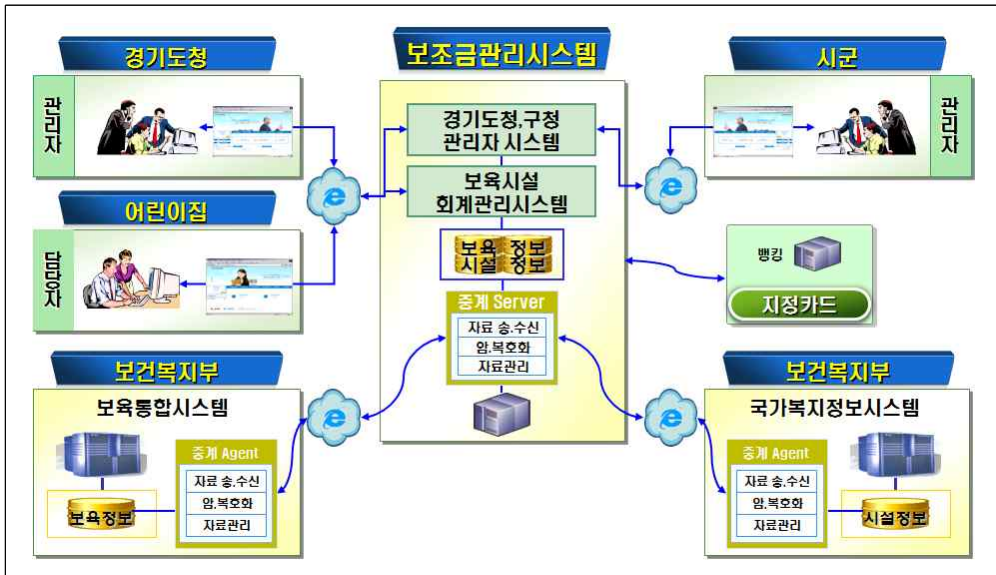 경기도청
관리자
어린이집
담당자
보조금관리시스템
경기도청,구청
관리자 시스템
보육시설
회계관리시스템
보육 정보
시설 정보
중계 Server
자료 송.수신
암.복호화
자료관리
시군
관리자
뱅킹
지정카드
보건복지부
보육통합시스템
중계 Agent
자료 송.수신
암.복호화
자료관리
보육정보
보건복지부
국가복지정보시스템
중계 Agent
자료 송.수신
암.복호화
자료관리
시설정보